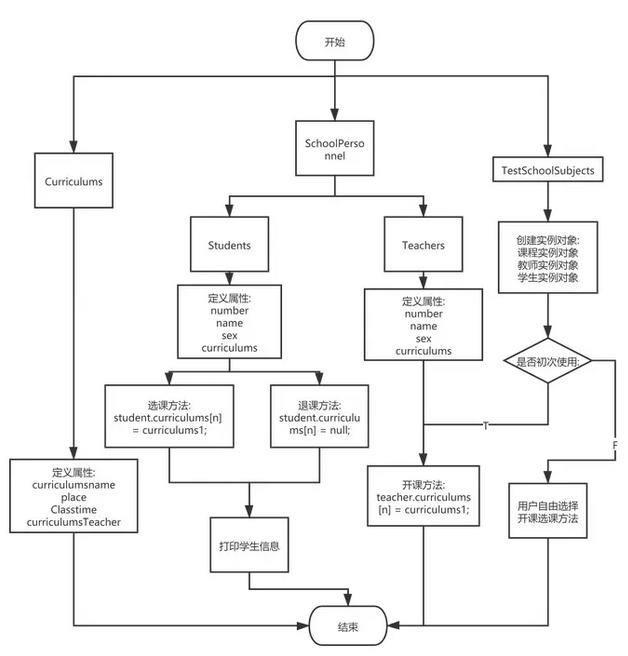 开始
SchoolPerso
nnel
Curriculums
TestSchoolSubjects
Students
Teachers
创建实例对象:
课程实例对象
教师实例对象
学生实例对象
定义属性:
number
name
sex
curriculums
定义属性:
number
name
sex
curriculums
是否初次使用:
选课方法:
student.curriculums[n]
= curriculums1;
退课方法:
student.curriculu
ms[n] = null;
T
F
定义属性:
curriculumsname
place
Classtime
curriculumsTeacher
开课方法:
teacher.curriculums
[n] = curriculums1;
用户自由选择
开课选课方法
打印学生信息
结束